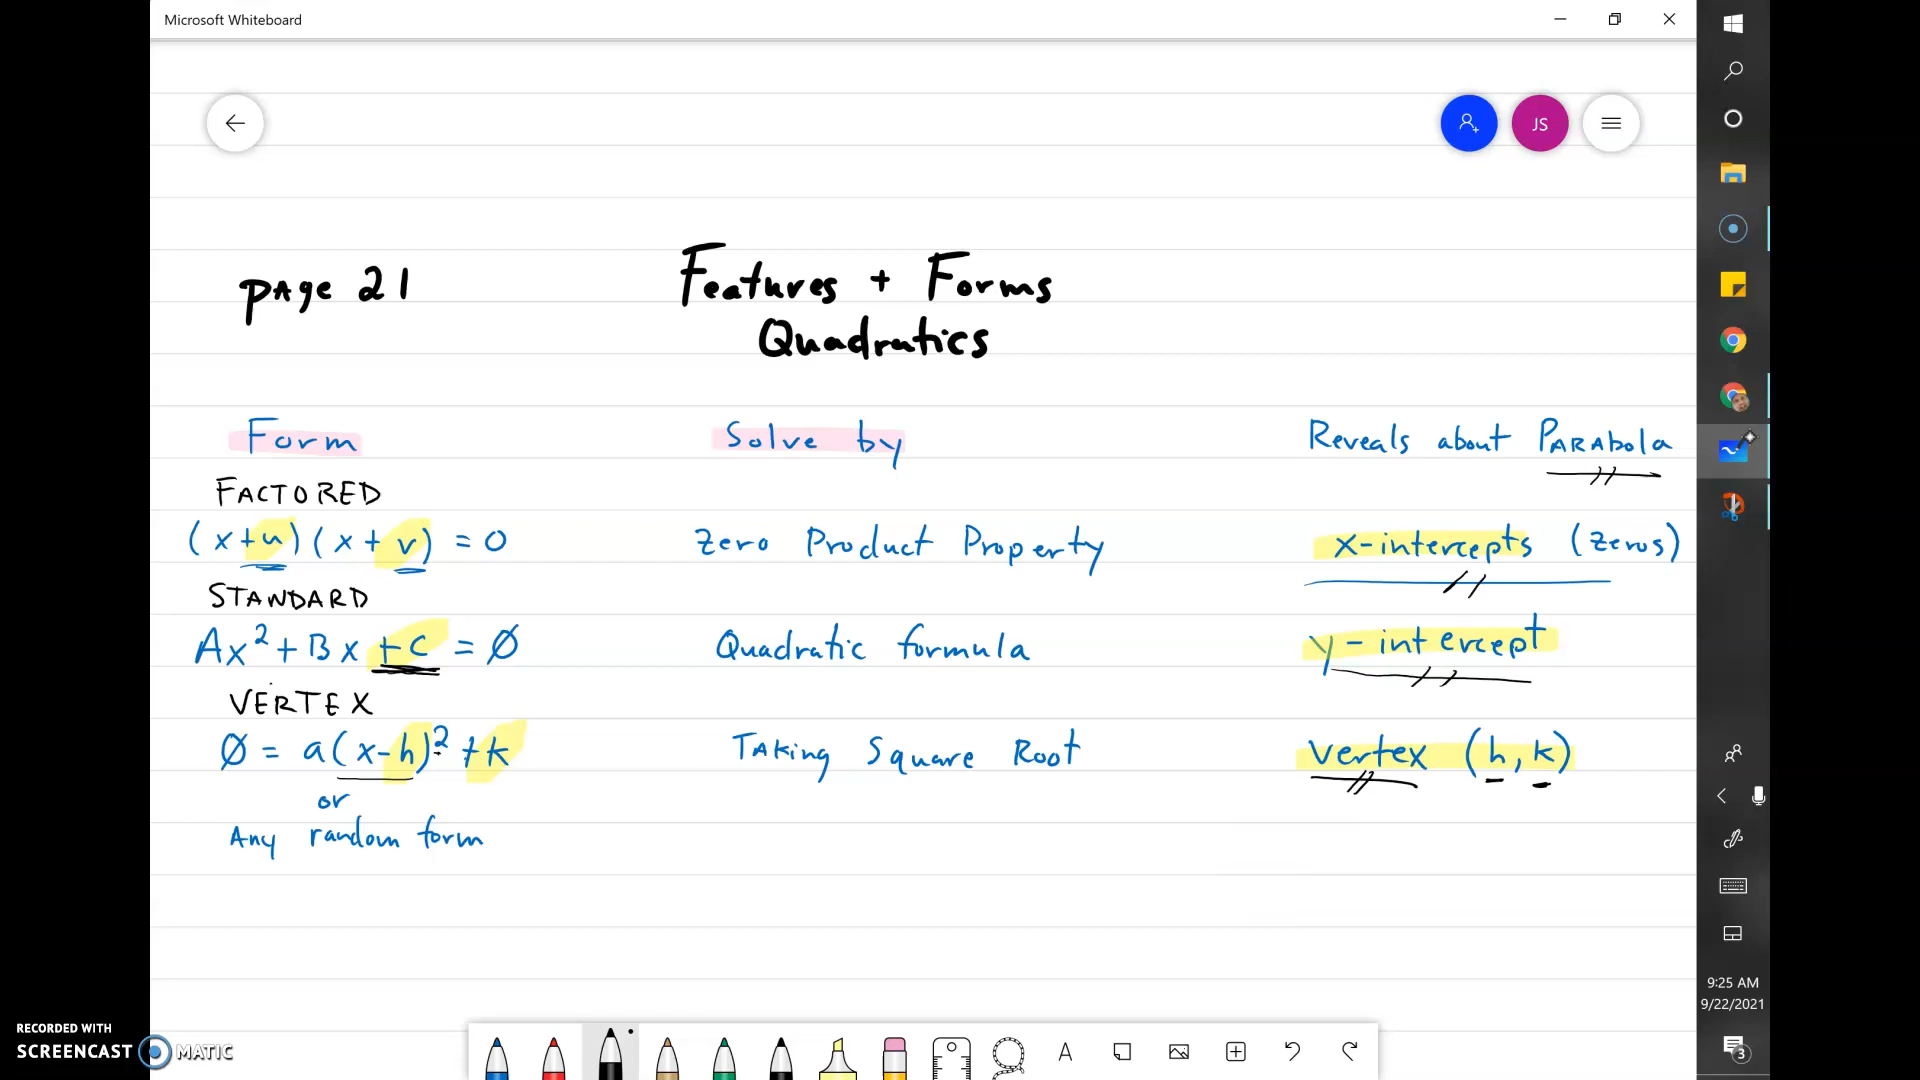 Microsoft Whiteboard
JS
page 21
Features + Forms
Quadratics
Form
Solve by
Reveals about PARAbolA
FACTORED
(x+u)(x+v) = 0
Zero Product Property
x-intercepts (zeros)
STANDARD
Ax²+Bx+C = Ø
Quadratic formula
y-intercept
VERTEX
Ø = a(x-h)²+k
Taking Square Root
vertex (h, k)
or
Any random form
9:25 AM
9/22/2021
3
RECORDED WITH
SCREENCAST MATIC
A